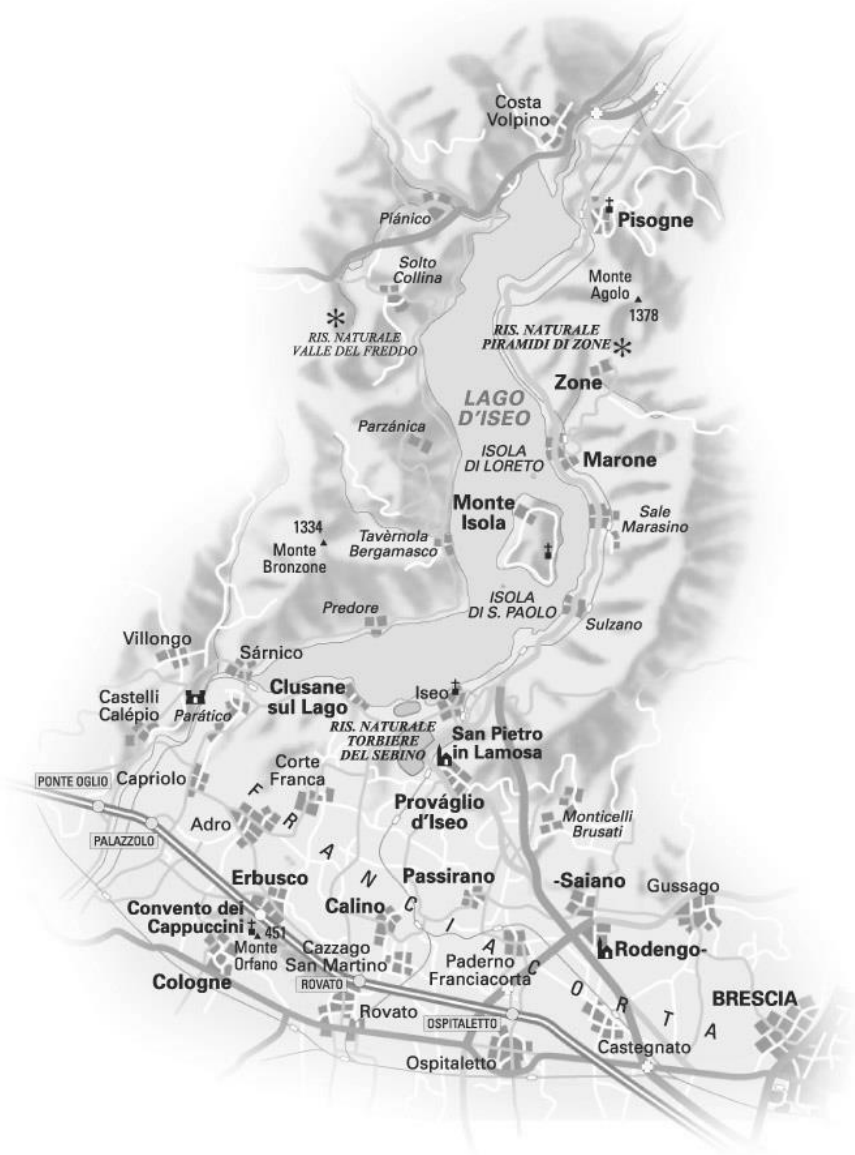 Costa
Volpino
Piánico
Pisogne
Solto
Collina
Monte
Agolo
1378
RIS. NATURALE
VALLE DEL FREDDO
RIS. NATURALE
PIRAMIDI DI ZONE
Zone
LAGO
D'ISEO
Parzánica
ISOLA
DI LORETO
Marone
Monte
Isola
Sale
Marasino
1334
Monte
Bronzone
Tavèrnola
Bergamasco
ISOLA
DI S. PAOLO
Predore
Sulzano
Villongo
Sárnico
Castelli
Calépio
Parático
Clusane
sul Lago
Iseo
RIS. NATURALE
TORBIERE
DEL SEBINO
San Pietro
in Lamosa
PONTE OGLIO
Capriolo
Corte
Franca
Prováglio
d'Iseo
PALAZZOLO
Adro
Monticelli
Brusati
FRANCIACORTA
Erbusco
Passirano
-Saiano
Gussago
Convento dei
Cappuccini
451
Monte
Orfano
Calino
Cazzago
San Martino
Paderno
Franciacorta
Rodengo-
Cologne
ROVATO
Rovato
OSPITALETTO
BRESCIA
Castegnato
Ospitaletto